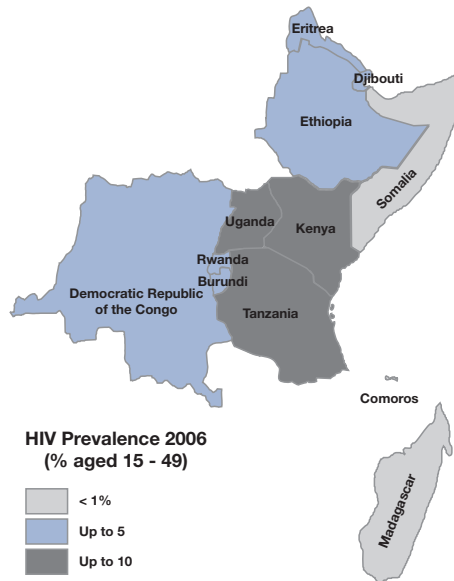 Eritrea
Djibouti
Ethiopia
Somalia
Uganda
Kenya
Rwanda
Burundi
Democratic Republic
of the Congo
Tanzania
Comoros
Madagascar
HIV Prevalence 2006
(% aged 15 - 49)
< 1%
Up to 5
Up to 10